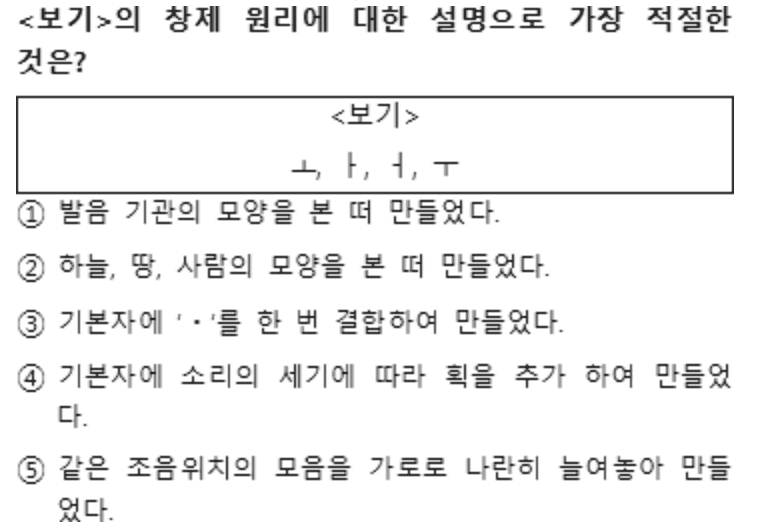 <보기>의 창제 원리에 대한 설명으로 가장 적절한
것은?
<보기>
ㅗ, ㅏ, ㅓ, ㅜ
① 발음 기관의 모양을 본 떠 만들었다.
② 하늘, 땅, 사람의 모양을 본 떠 만들었다.
③ 기본자에 '・'를 한 번 결합하여 만들었다.
④ 기본자에 소리의 세기에 따라 획을 추가 하여 만들었
다.
⑤ 같은 조음위치의 모음을 가로로 나란히 늘여놓아 만들
었다.